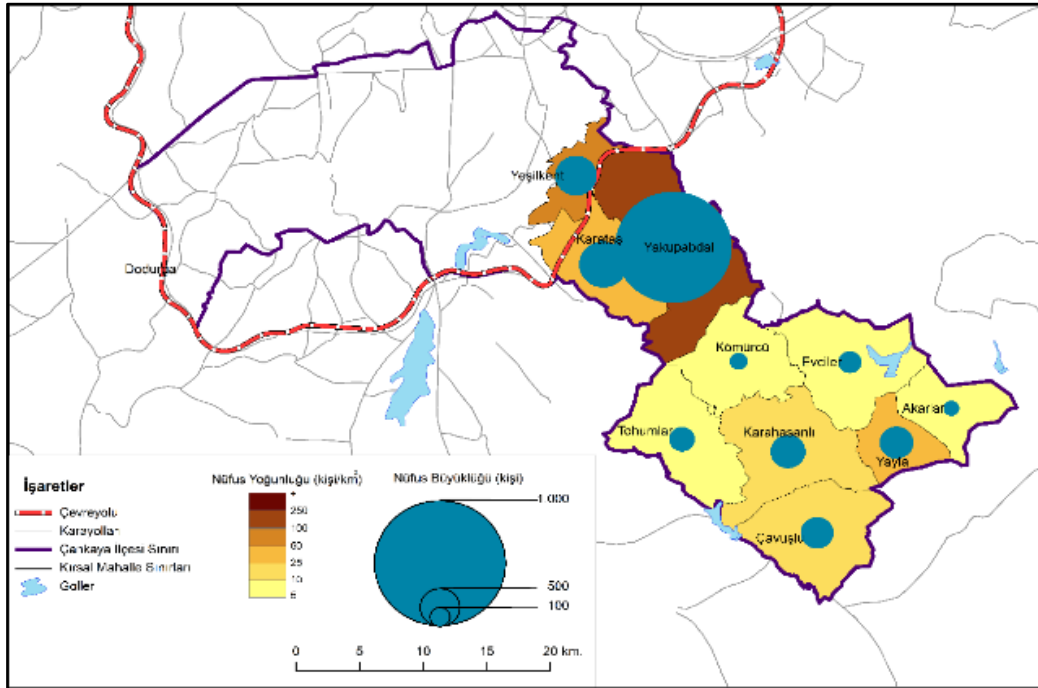 Yeşilkent
Karataş
Yakupabdal
Dodurga
Kömürcü
Evciler
Akarlar
Tohumlar
Karahasanlı
Yayla
Çavuşlu
İşaretler
Çevreyolu
Karayolları
Çankaya İlçesi Sınırı
Kırsal Mahalle Sınırları
Göller
Nüfus Yoğunluğu (kişi/km²)
+
250
100
60
25
10
Nüfus Büyüklüğü (kişi)
1 000
500
100
0 5 10 15 20 km.